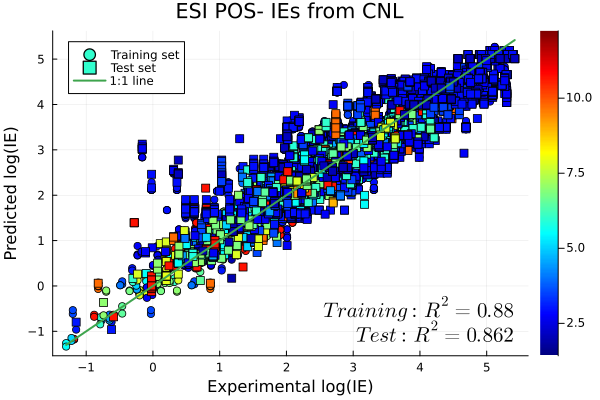 ESI POS- IEs from CNL
Training set
Test set
1:1 line
Predicted log(IE)
5
4
3
2
1
0
−1
Training: R² = 0.88
Test: R² = 0.862
−1 0 1 2 3 4 5
Experimental log(IE)
10.0
7.5
5.0
2.5